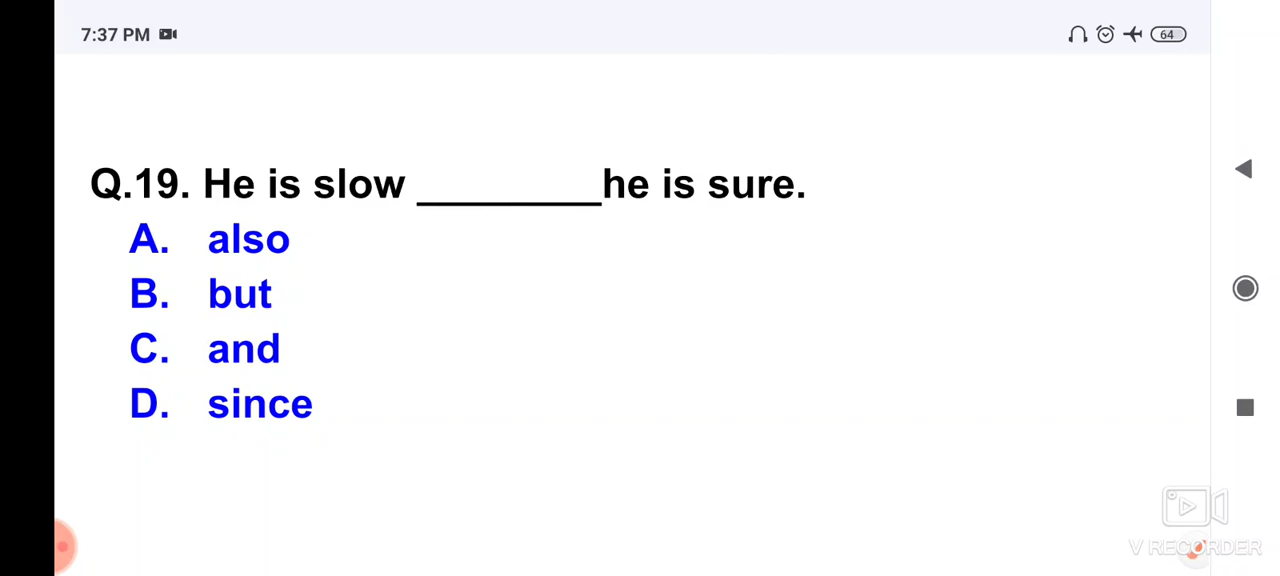 7:37 PM
64
Q.19. He is slow ________he is sure.
A. also
B. but
C. and
D. since
V RECORDER